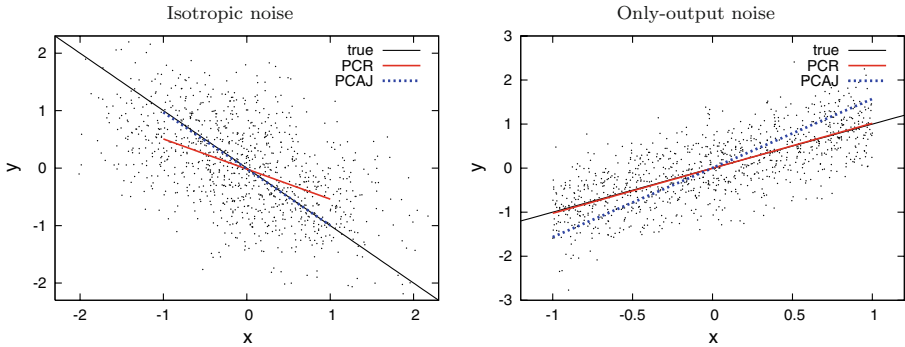 Isotropic noise
true
PCR
PCAJ
2
1
0
-1
-2
y
-2
-1
0
1
2
x
Only-output noise
true
PCR
PCAJ
3
2
1
0
-1
-2
-3
y
-1
-0.5
0
0.5
1
x